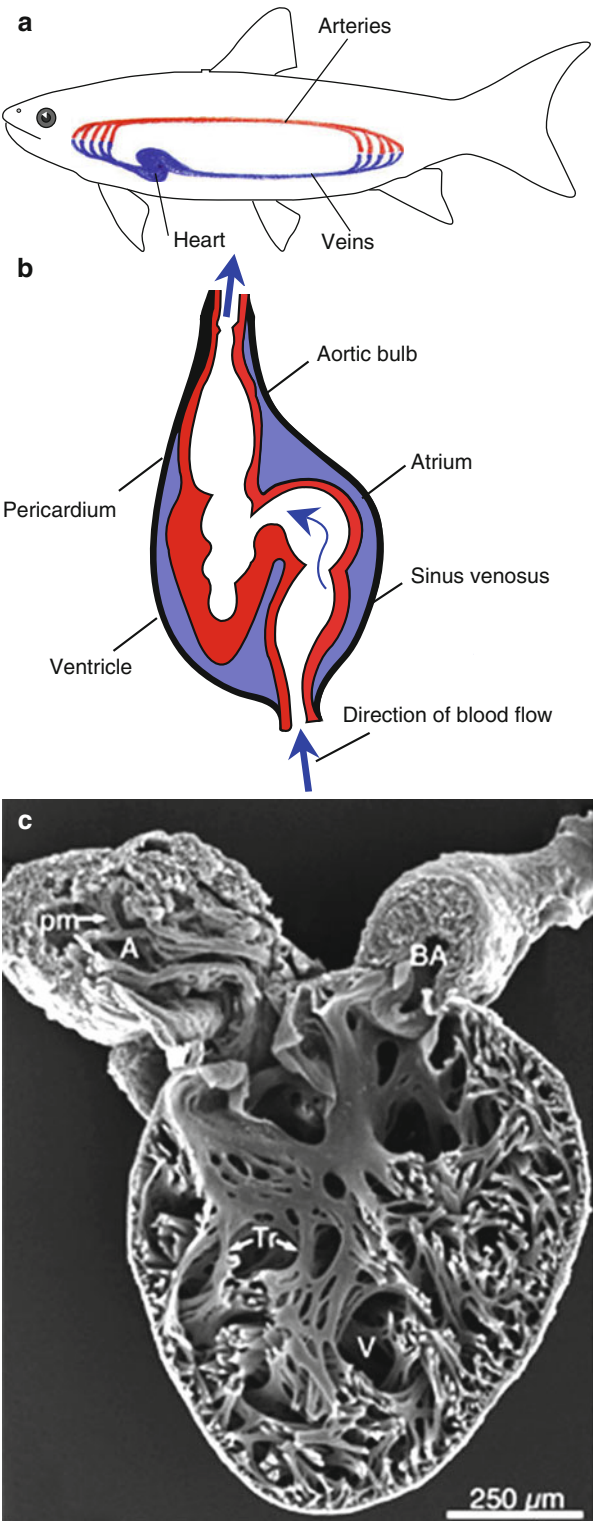 a
Arteries
Heart
Veins
b
Aortic bulb
Atrium
Pericardium
Sinus venosus
Ventricle
Direction of blood flow
c
pm
A
BA
Tr
V
250 µm